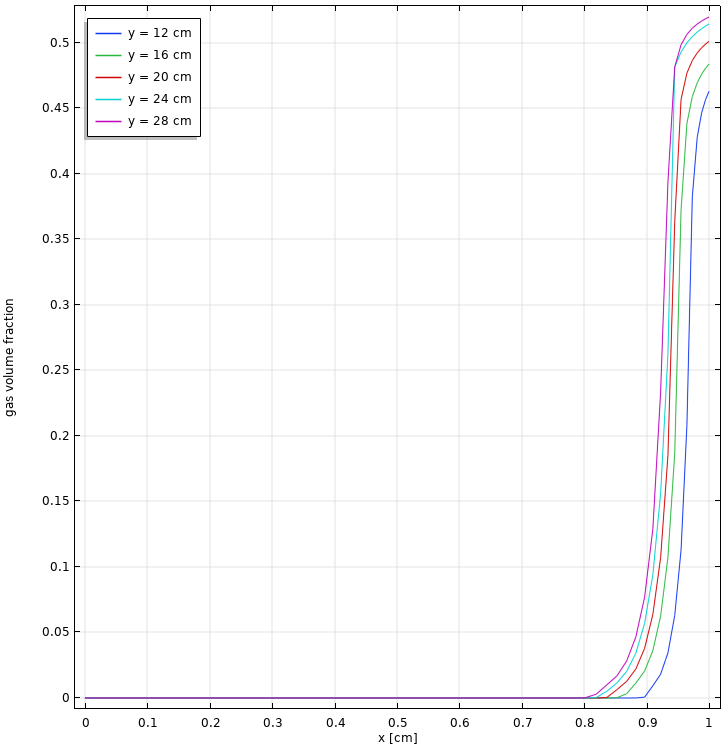 y = 12 cm
y = 16 cm
y = 20 cm
y = 24 cm
y = 28 cm
0.5
0.45
0.4
0.35
0.3
0.25
0.2
0.15
0.1
0.05
0
gas volume fraction
0 0.1 0.2 0.3 0.4 0.5 0.6 0.7 0.8 0.9 1
x [cm]